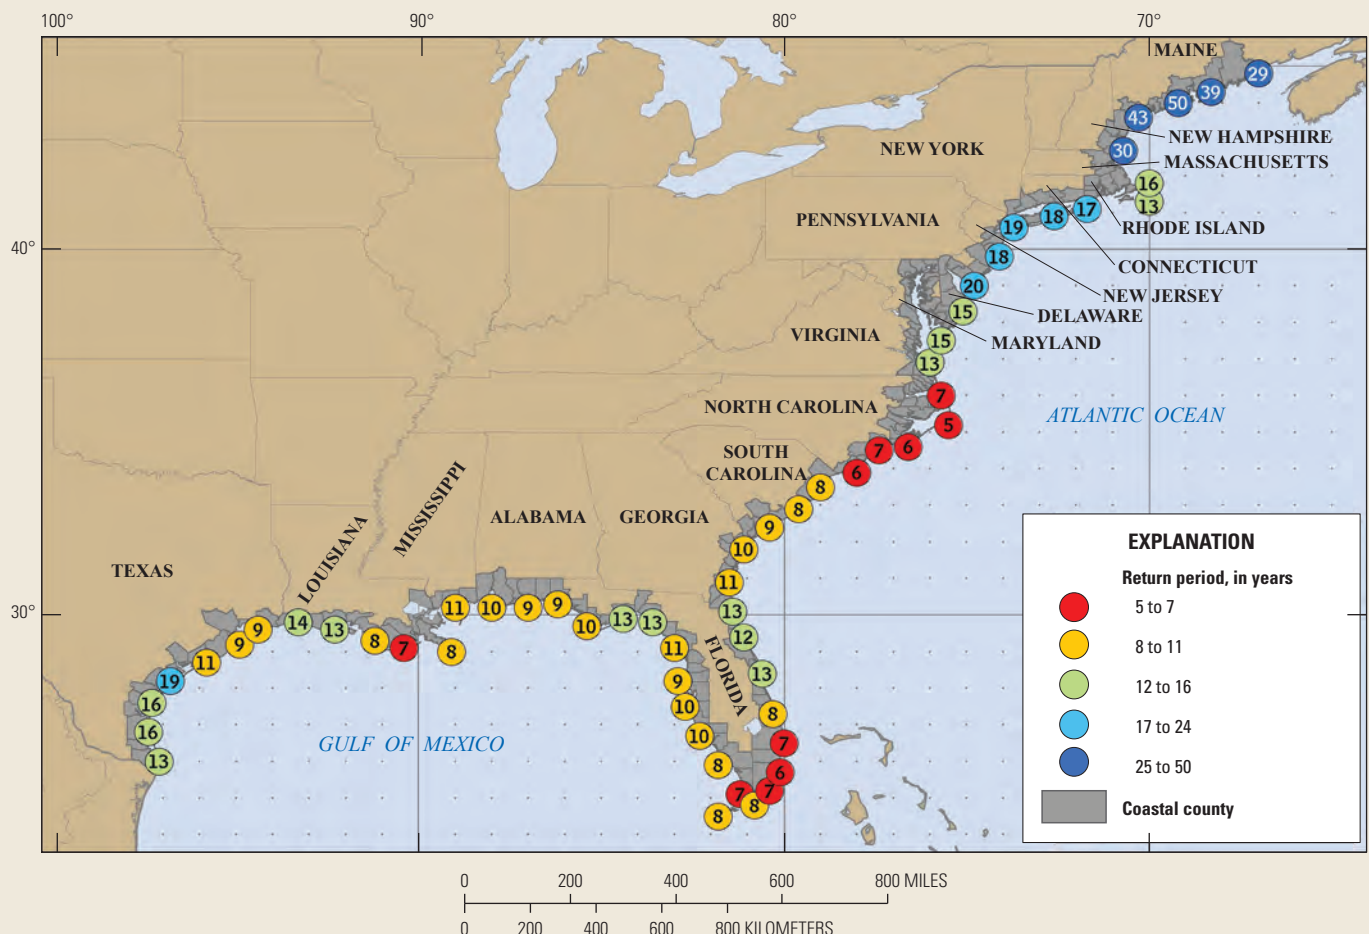 100°
90°
80°
70°
40°
30°
MAINE
29
39
50
43
NEW HAMPSHIRE
30
MASSACHUSETTS
NEW YORK
16
13
17
18
19
PENNSYLVANIA
RHODE ISLAND
18
CONNECTICUT
20
NEW JERSEY
15
DELAWARE
VIRGINIA
15
MARYLAND
13
7
NORTH CAROLINA
ATLANTIC OCEAN
5
6
7
6
SOUTH
CAROLINA
8
8
9
10
11
MISSISSIPPI
ALABAMA
GEORGIA
LOUISIANA
TEXAS
13
12
13
8
7
6
7
8
7
8
8
10
10
9
11
13
13
10
9
9
10
11
8
7
8
13
14
9
9
11
19
16
16
13
FLORIDA
GULF OF MEXICO
EXPLANATION
Return period, in years
5 to 7
8 to 11
12 to 16
17 to 24
25 to 50
Coastal county
0 200 400 600 800 MILES
0 200 400 600 800 KILOMETERS